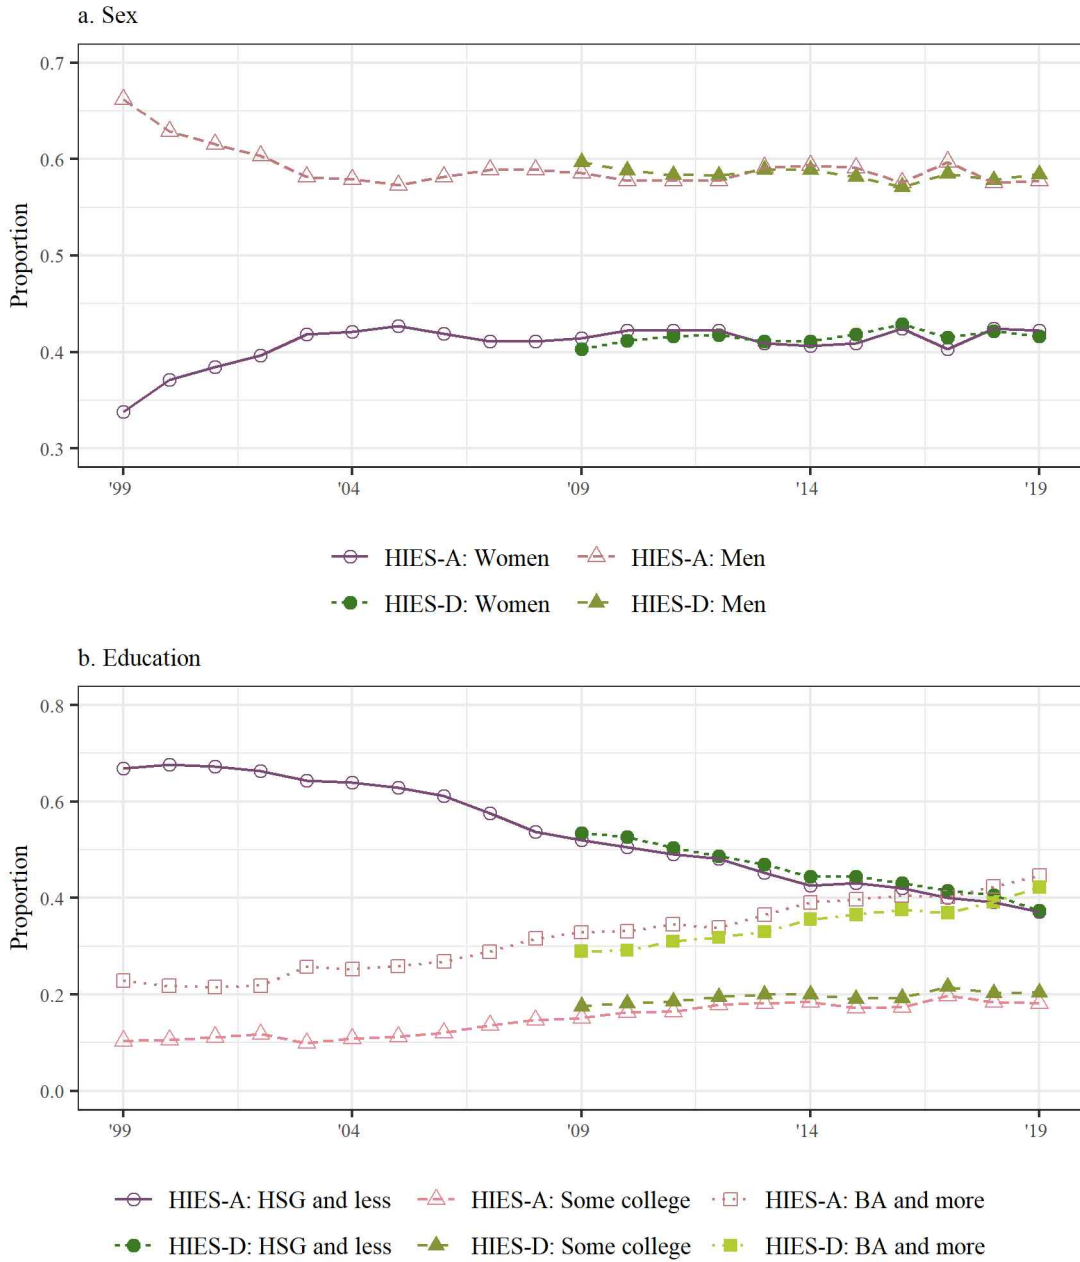 a. Sex
0.7
0.6
0.5
0.4
0.3
Proportion
'99 '04 '09 '14 '19
HIES-A: Women HIES-A: Men
HIES-D: Women HIES-D: Men
b. Education
0.8
0.6
0.4
0.2
0.0
Proportion
'99 '04 '09 '14 '19
HIES-A: HSG and less HIES-A: Some college HIES-A: BA and more
HIES-D: HSG and less HIES-D: Some college HIES-D: BA and more